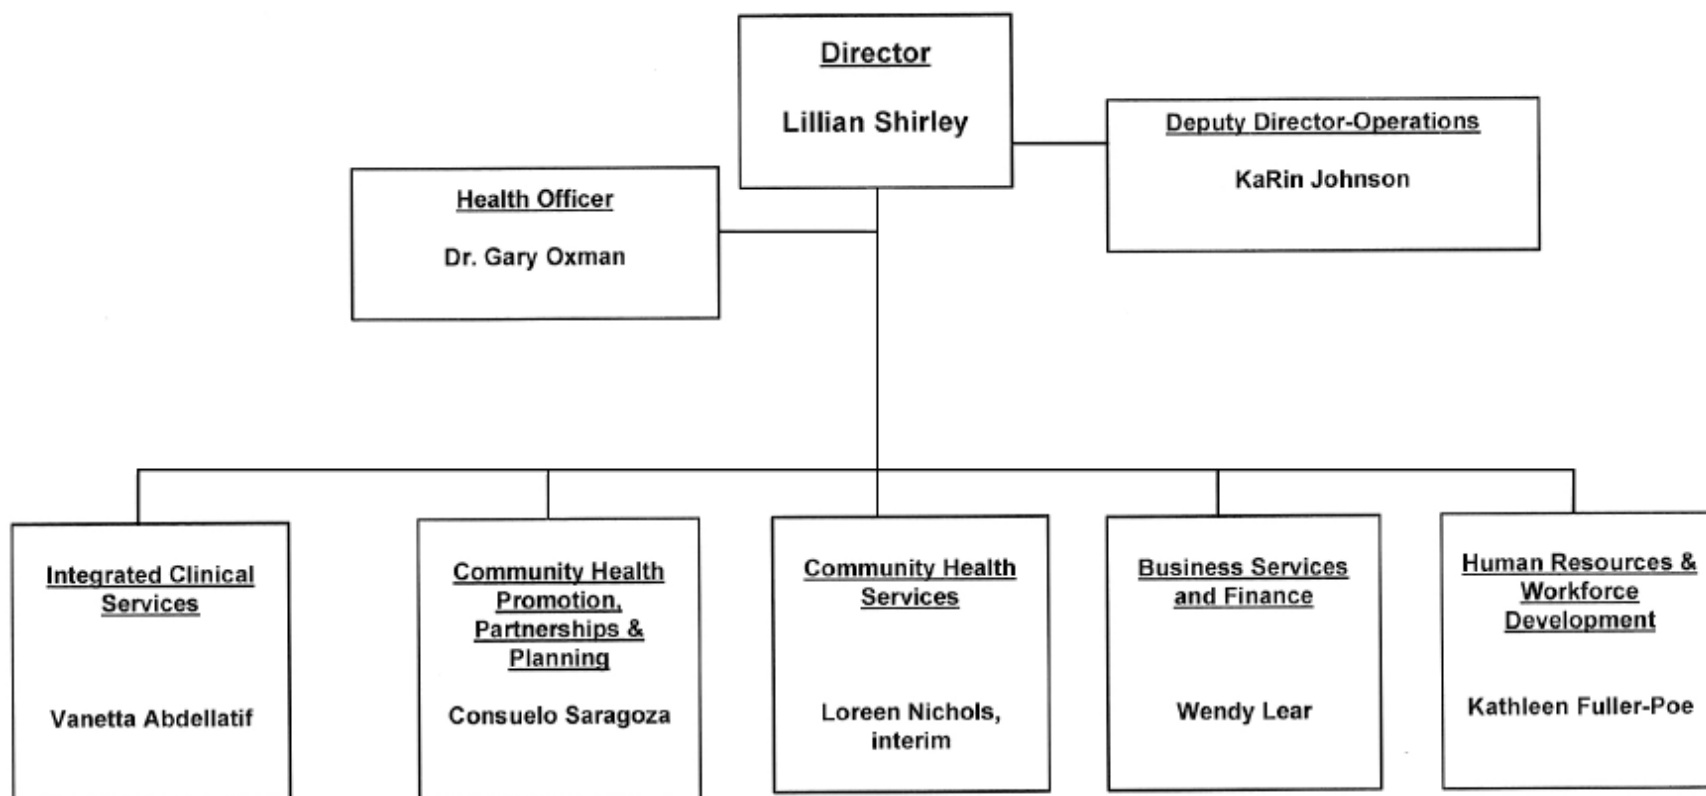 Director
Lillian Shirley
Deputy Director-Operations
KaRin Johnson
Health Officer
Dr. Gary Oxman
Integrated Clinical
Services
Vanetta Abdellatif
Community Health
Promotion,
Partnerships &
Planning
Consuelo Saragoza
Community Health
Services
Loreen Nichols,
interim
Business Services
and Finance
Wendy Lear
Human Resources &
Workforce
Development
Kathleen Fuller-Poe